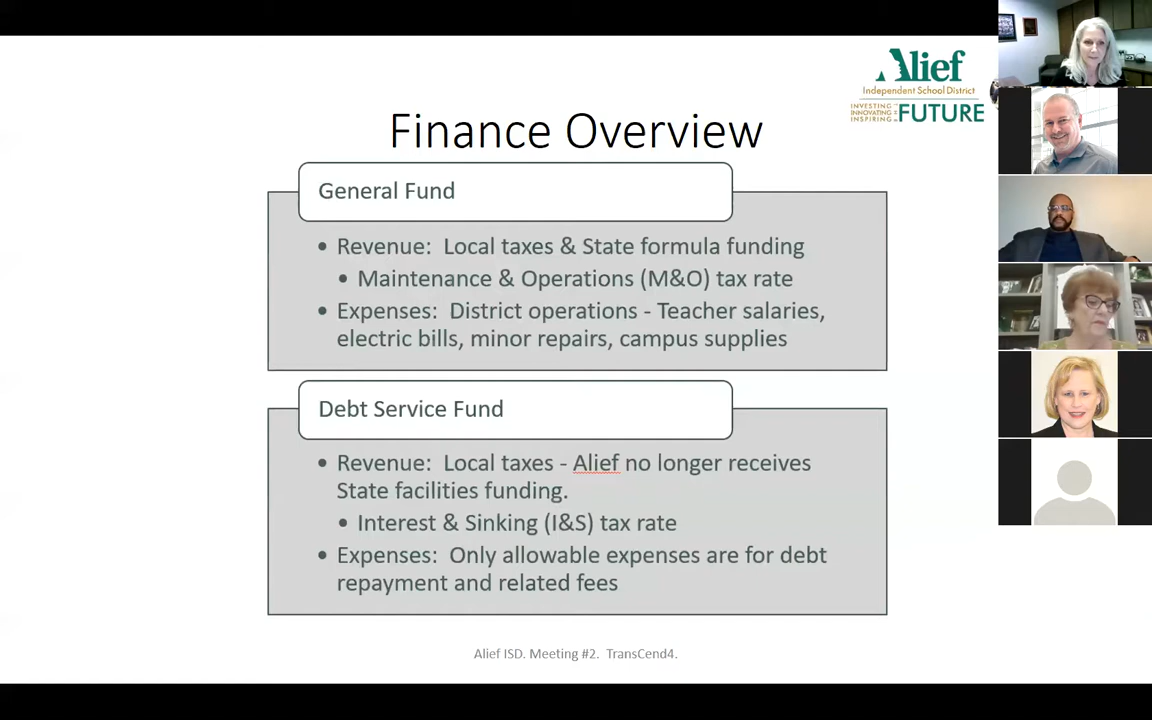 Alief
Independent School District
INVESTING
INNOVATING
INSPIRING
IN THE
FUTURE
Finance Overview
General Fund
• Revenue: Local taxes & State formula funding
• Maintenance & Operations (M&O) tax rate
• Expenses: District operations - Teacher salaries,
electric bills, minor repairs, campus supplies
Debt Service Fund
• Revenue: Local taxes - Alief no longer receives
State facilities funding.
• Interest & Sinking (I&S) tax rate
• Expenses: Only allowable expenses are for debt
repayment and related fees
Alief ISD. Meeting #2. TransCend4.